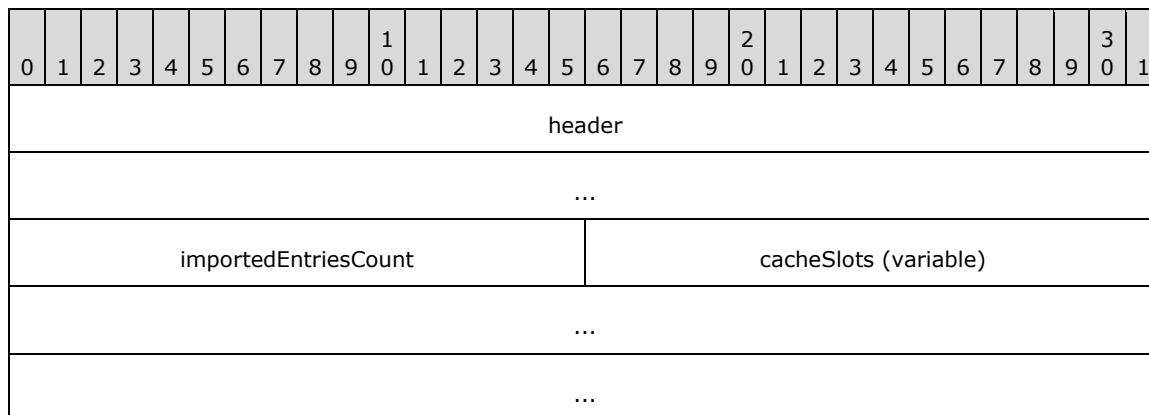 0 1 2 3 4 5 6 7 8 9 1 0 1 2 3 4 5 6 7 8 9 2 0 1 2 3 4 5 6 7 8 9 3 0 1
header
...
importedEntriesCount cacheSlots (variable)
...
...